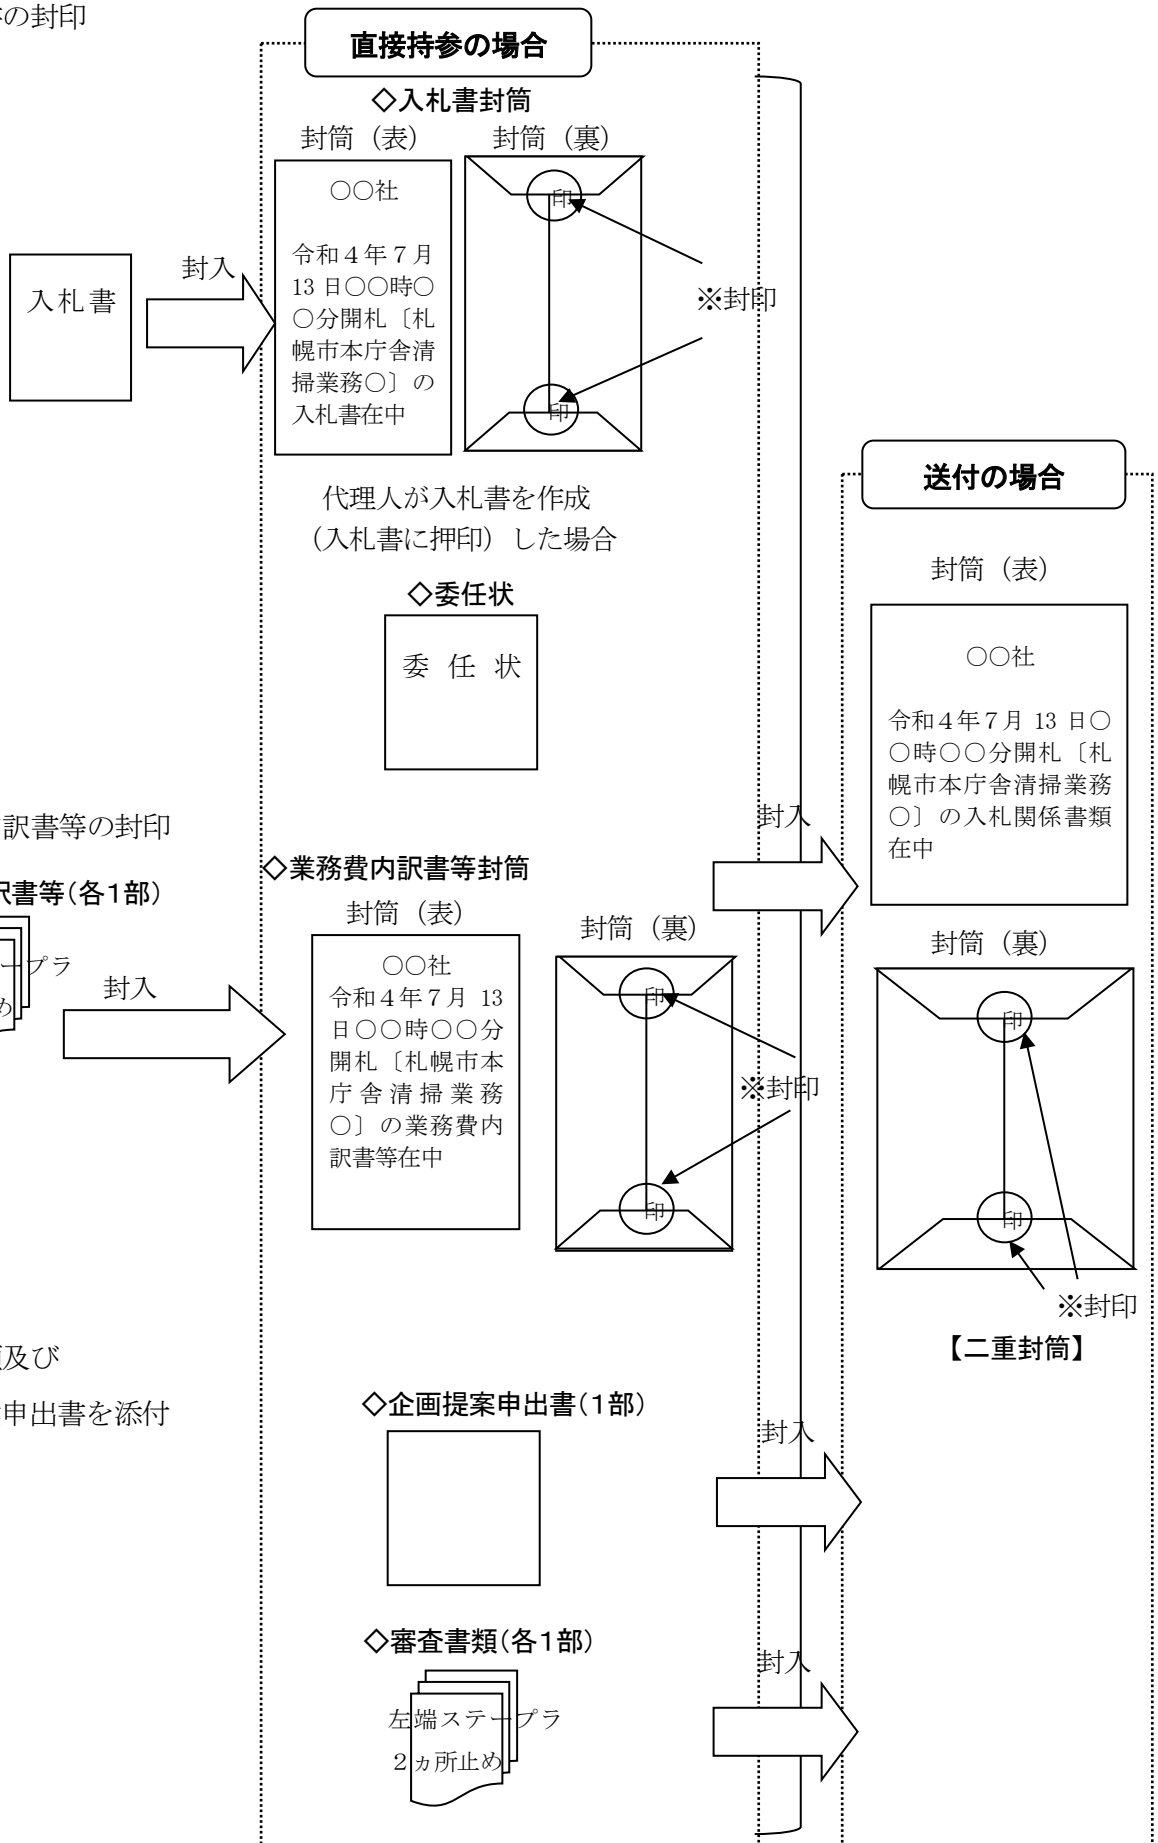 の封印
直接持参の場合
◇入札書封筒
封筒（表）
封筒（裏）
○○社
令和４年７月
13 日○○時○
○分開札〔札
幌市本庁舎清
掃業務○〕の
入札書在中
印
印
※封印
入札書
封入
代理人が入札書を作成
（入札書に押印）した場合
◇委任状
委 任 状
送付の場合
封筒（表）
○○社
令和４年７月 13 日○
○時○○分開札〔札
幌市本庁舎清掃業務
○〕の入札関係書類
在中
封入
訳書等の封印
訳書等（各１部）
ープラ
め
封入
◇業務費内訳書等封筒
封筒（表）
封筒（裏）
○○社
令和４年７月 13
日○○時○○分
開札〔札幌市本
庁舎清掃業務
○〕の業務費内
訳書等在中
印
印
※封印
封筒（裏）
印
印
※封印
【二重封筒】
及び
申出書を添付
◇企画提案申出書（１部）
封入
◇審査書類（各１部）
左端ステープラ
２ヵ所止め
封入